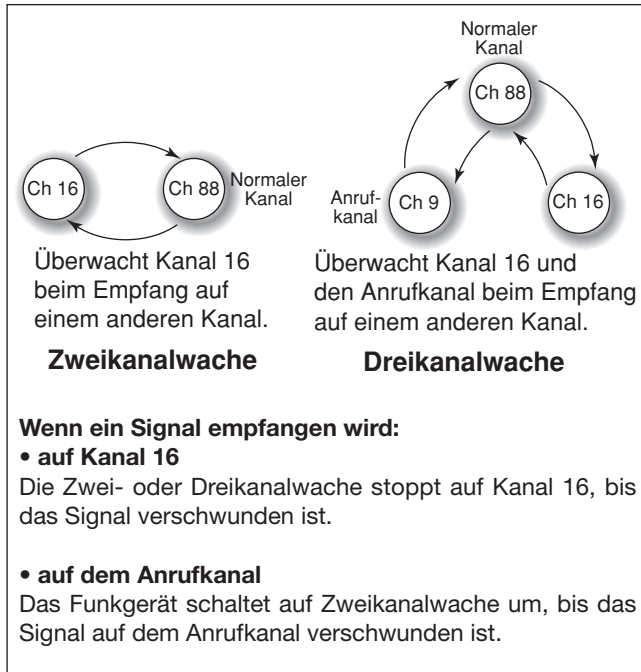 Ch 16
Ch 88
Normaler
Kanal
Überwacht Kanal 16
beim Empfang auf
einem anderen Kanal.
Zweikanalwache
Normaler
Kanal
Ch 88
Anruf-
kanal
Ch 9
Ch 16
Überwacht Kanal 16 und
den Anrufkanal beim Empfang
auf einem anderen Kanal.
Dreikanalwache
Wenn ein Signal empfangen wird:
• auf Kanal 16
Die Zwei- oder Dreikanalwache stoppt auf Kanal 16, bis
das Signal verschwunden ist.
• auf dem Anrufkanal
Das Funkgerät schaltet auf Zweikanalwache um, bis das
Signal auf dem Anrufkanal verschwunden ist.